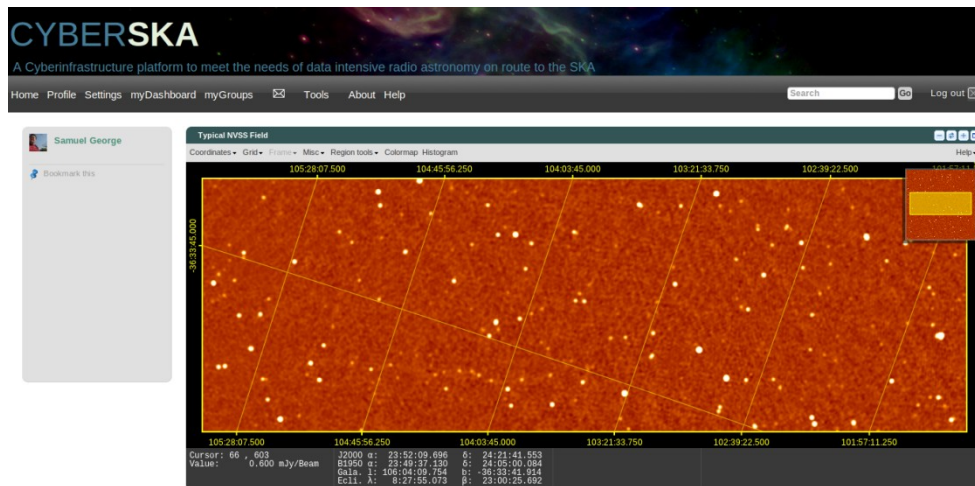 CYBERSKA
A Cyberinfrastructure platform to meet the needs of data intensive radio astronomy on route to the SKA
Home Profile Settings myDashboard myGroups Tools About Help Search Go Log out
Samuel George
Bookmark this
Typical NVSS Field
Coordinates Grid Frame Misc Region tools Colormap Histogram Help
105:28:07.500 104:45:56.250 104:03:45.000 103:21:33.750 102:39:22.500 101:57:11
-36:33:45.000
105:28:07.500 104:45:56.250 104:03:45.000 103:21:33.750 102:39:22.500 101:57:11.250
Cursor: 66 , 603 J2000 α: 23:52:09.696 δ: 24:21:41.553
Value: 0.600 mJy/Beam B1950 α: 23:49:37.130 δ: 24:05:00.084
Gala. l: 106:04:09.754 b: -36:33:41.914
Ecli. λ: 8:27:55.073 β: 23:00:25.692